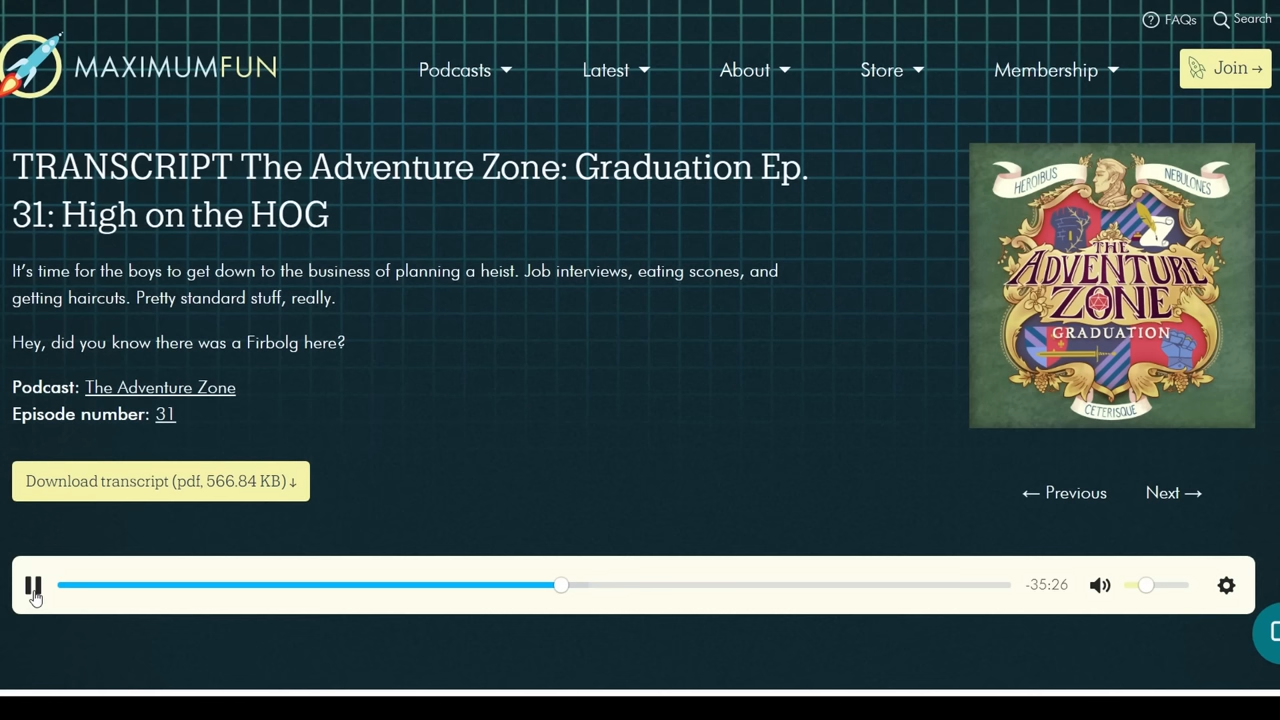 FAQs Search
MAXIMUMFUN
Podcasts Latest About Store Membership Join →
TRANSCRIPT The Adventure Zone: Graduation Ep.
31: High on the HOG
It's time for the boys to get down to the business of planning a heist. Job interviews, eating scones, and
getting haircuts. Pretty standard stuff, really.
Hey, did you know there was a Firbolg here?
Podcast: The Adventure Zone
Episode number: 31
Download transcript (pdf, 566.84 KB)↓
HEROIBUS
NEBULONES
THE
ADVENTURE
ZONE
GRADUATION
CETERISQUE
← Previous Next →
-35:26